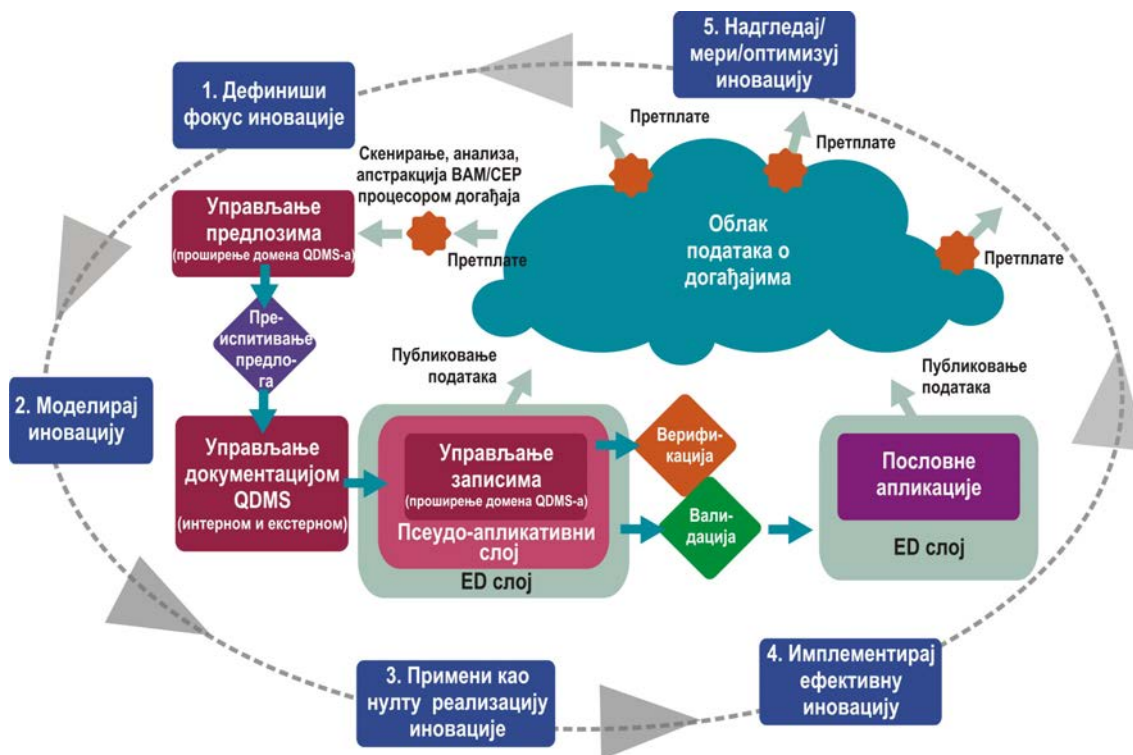 5. Надгледај/
мери/оптимизуј
иновацију
1. Дефиниши
фокус иновације
Претплате
Претплате
Скенирање, анализа,
апстракција BAM/CEP
процесором догађаја
Претплате
Управљање
предлозима
(проширење домена QDMS-а)
Облак
података о
догађајима
Претплате
Пре-
испитивање
предло-
га
Публиковање
података
Публиковање
података
2. Моделирај
иновацију
Управљање
документацијом
QDMS
(интерном и екстерном)
Управљање
записима
(проширење домена QDMS-а)
Псеудо-апликативни
слој
ED слој
Верифи-
кација
Вали-
дација
Пословне
апликације
ED слој
3. Примени као
нулту реализацију
иновације
4. Имплементирај
ефективну
иновацију